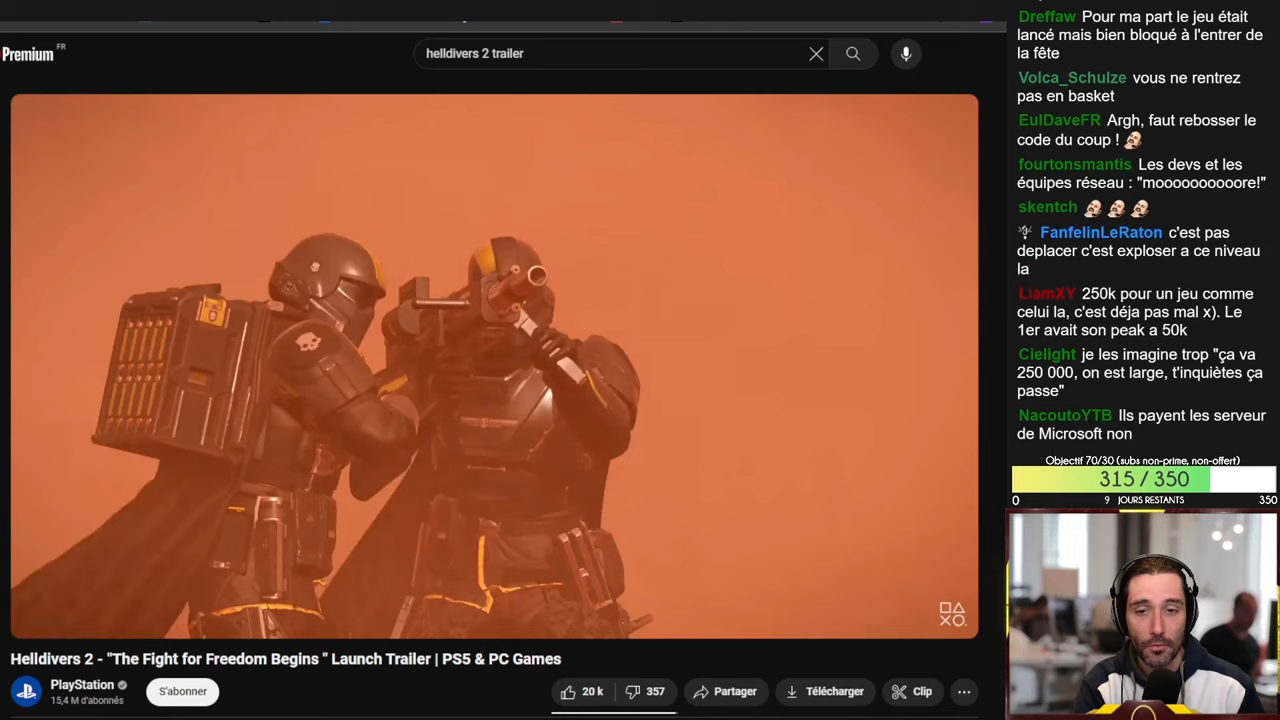 Premium FR
helldivers 2 trailer
Helldivers 2 - "The Fight for Freedom Begins " Launch Trailer | PS5 & PC Games
PlayStation
15,4 M d'abonnés
S'abonner
20 k
357
Partager
Télécharger
Clip
Dreffaw Pour ma part le jeu était
lancé mais bien bloqué à l'entrer de
la fête
Volca_Schulze vous ne rentrez
pas en basket
EulDaveFR Argh, faut rebosser le
code du coup !
fourtonsmantis Les devs et les
équipes réseau : "moooooooooore!"
skentch
FanfelinLeRaton c'est pas
deplacer c'est exploser a ce niveau
la
LiamXY 250k pour un jeu comme
celui la, c'est déja pas mal x). Le
1er avait son peak a 50k
Cielight je les imagine trop "ça va
250 000, on est large, t'inquiètes ça
passe"
NacoutoYTB Ils payent les serveur
de Microsoft non
Objectif 70/30 (subs non-prime, non-offert)
315 / 350
0 9 JOURS RESTANTS 350